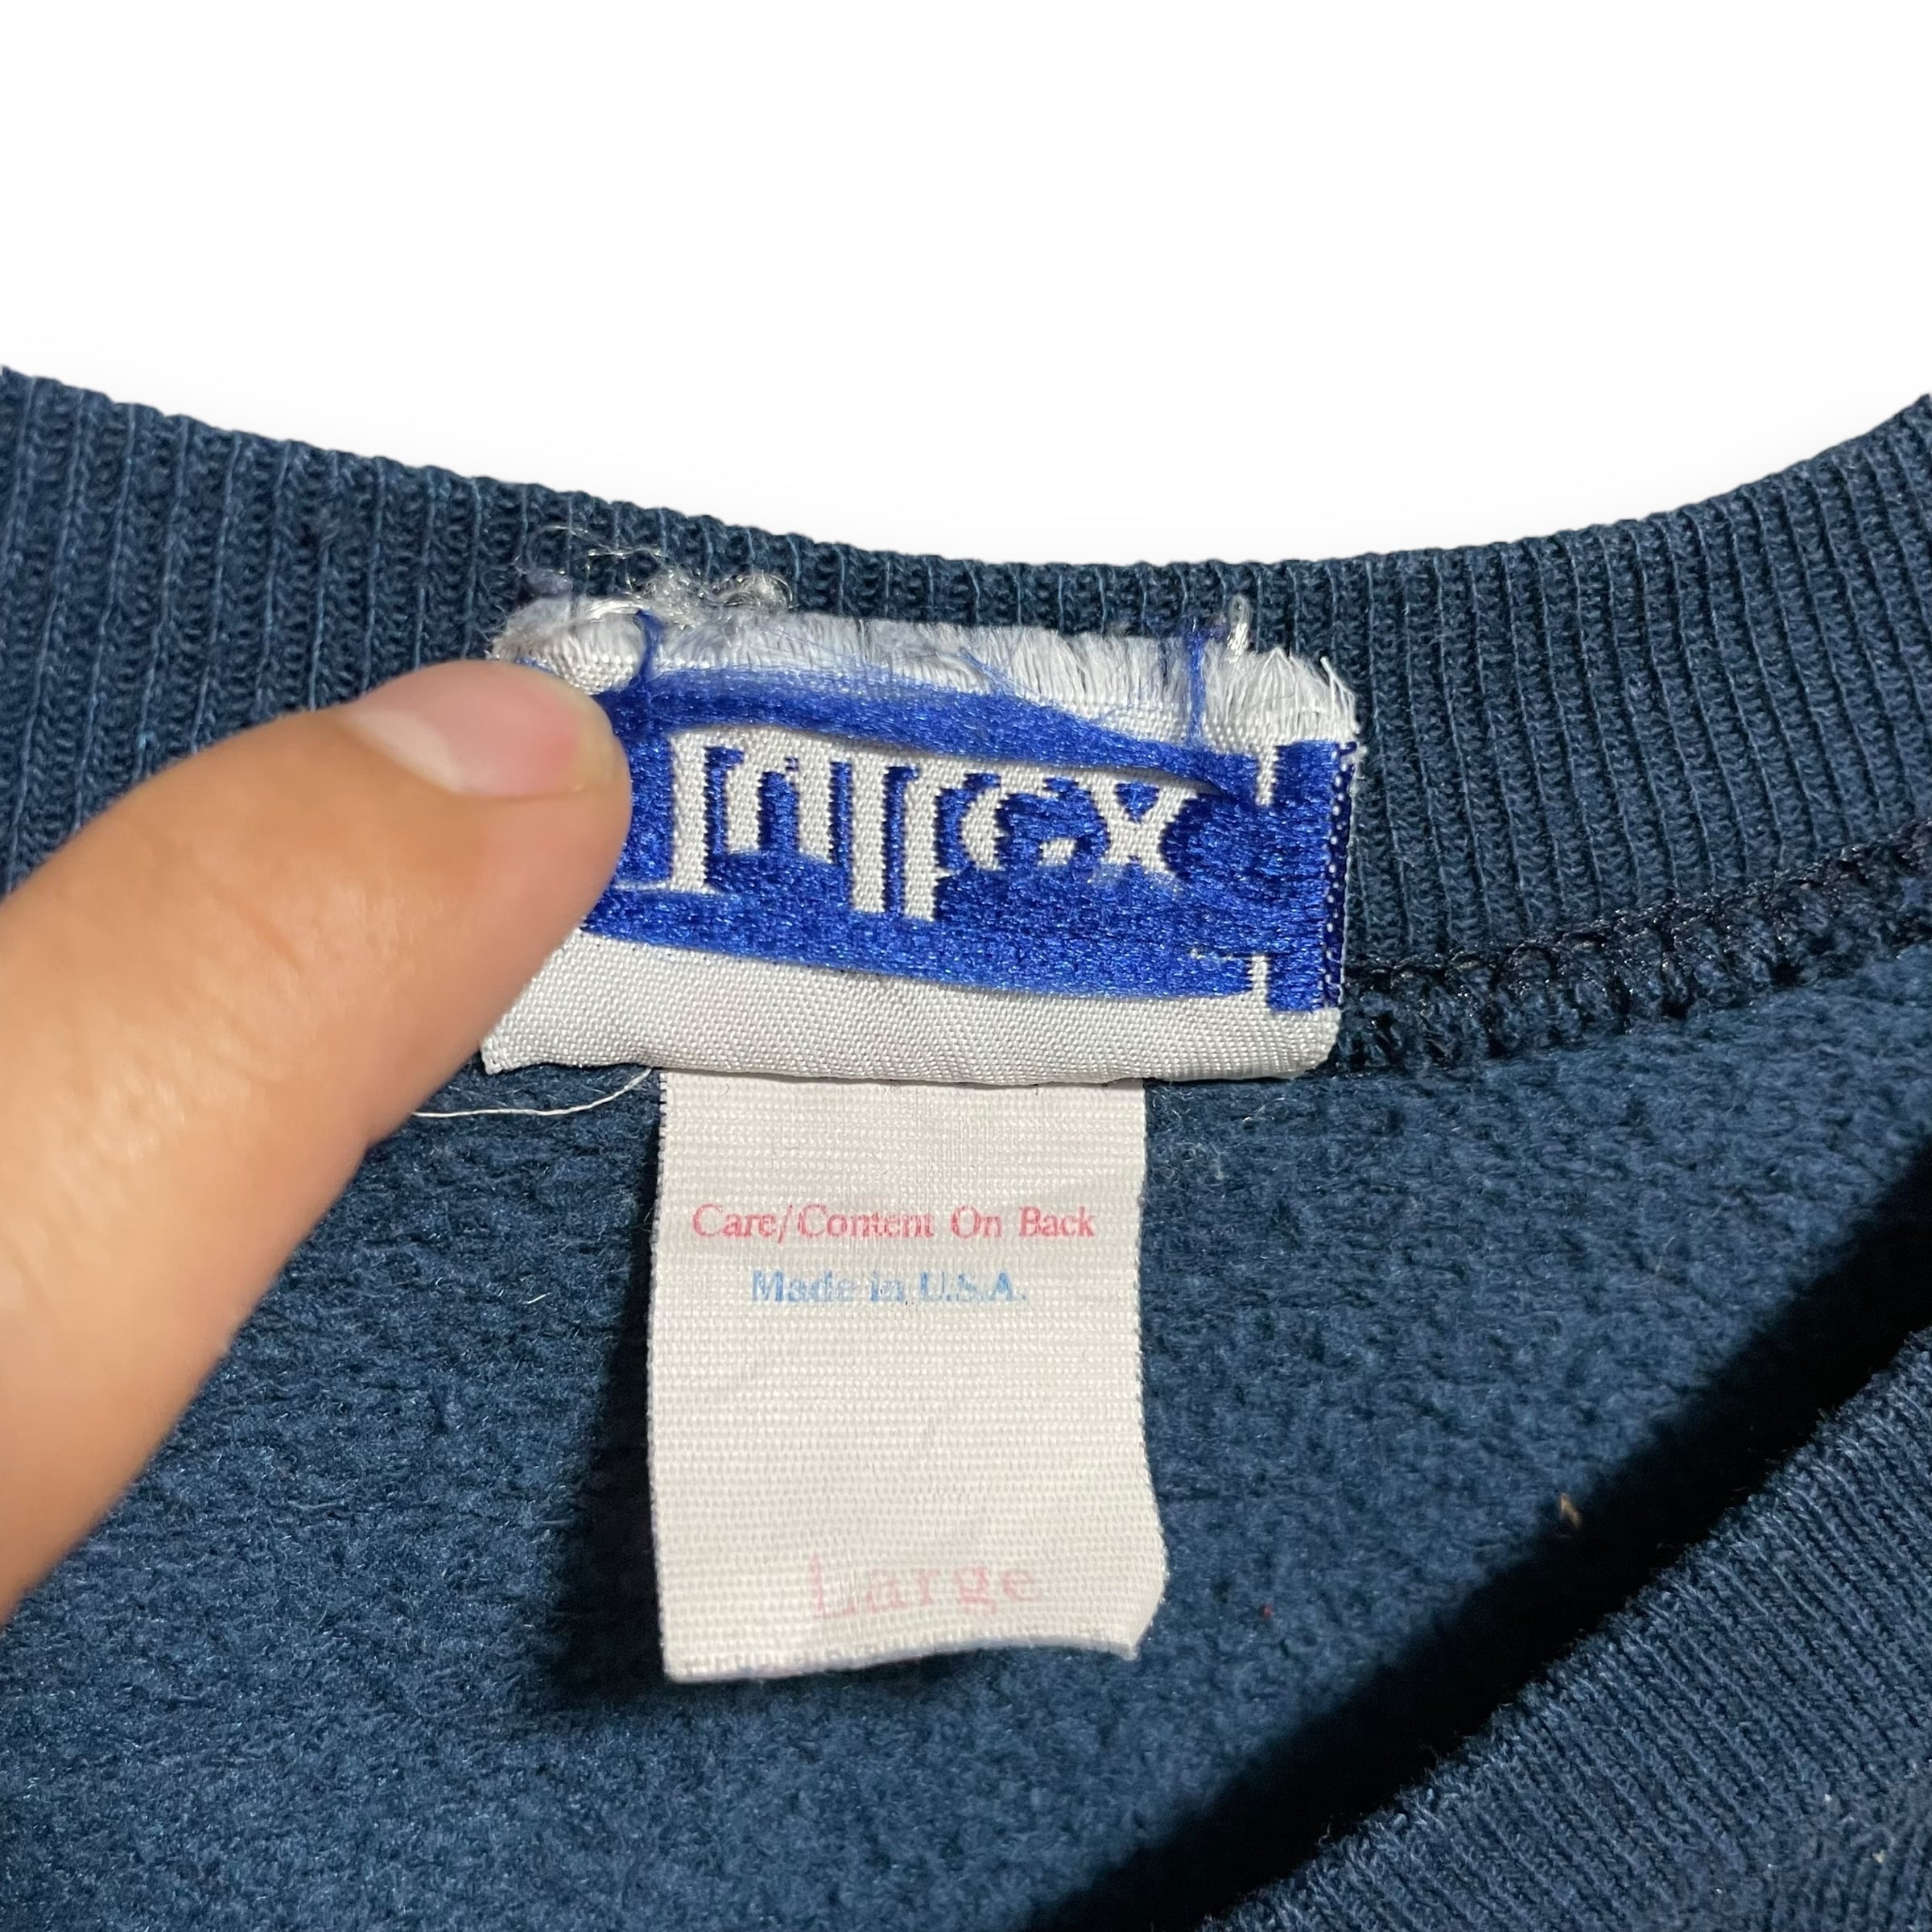 Care/Content On Back
Made in U.S.A.
Large